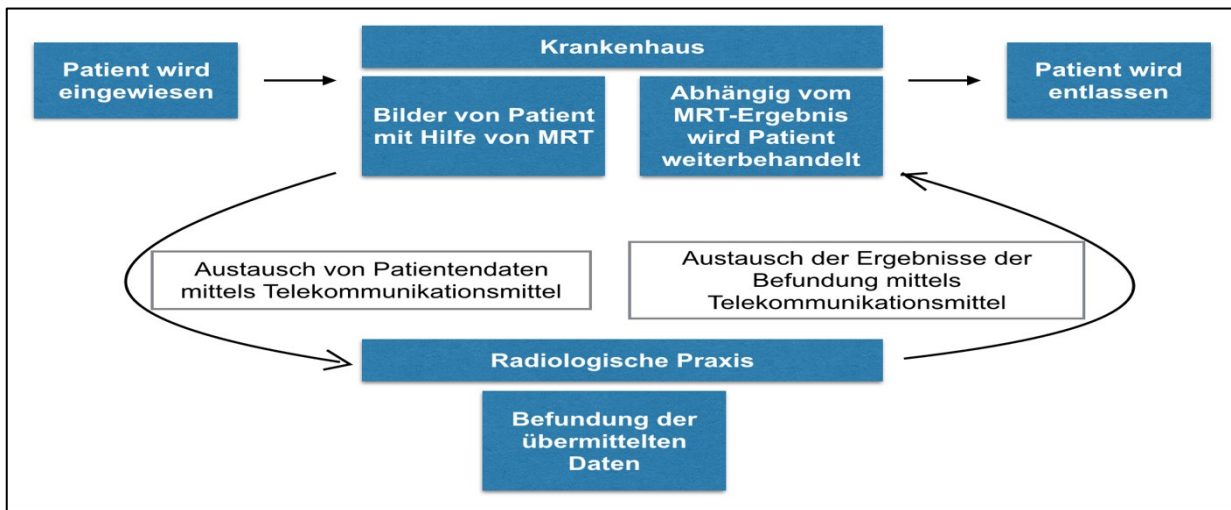 Patient wird
eingewiesen
Krankenhaus
Bilder von Patient
mit Hilfe von MRT
Abhängig vom
MRT-Ergebnis
wird Patient
weiterbehandelt
Patient wird
entlassen
Austausch von Patientendaten
mittels Telekommunikationsmittel
Austausch der Ergebnisse der
Befundung mittels
Telekommunikationsmittel
Radiologische Praxis
Befundung der
übermittelten
Daten